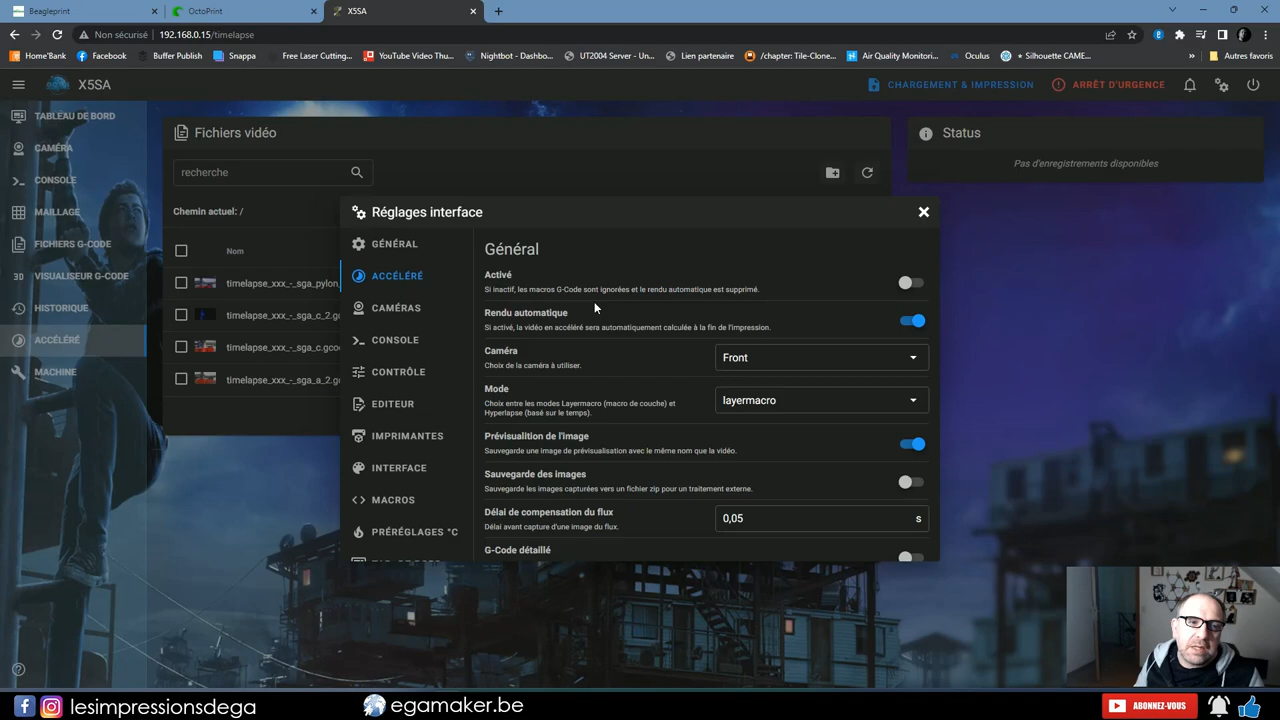 Beagleprint
OctoPrint
X5SA
Non sécurisé
192.168.0.15/timelapse
Home'Bank
Facebook
Buffer Publish
Snappa
Free Laser Cutting...
YouTube Video Thu...
Nightbot - Dashbo...
UT2004 Server - Un...
Lien partenaire
/chapter: Tile-Clone...
Air Quality Monitori...
Oculus
★ Silhouette CAME...
»
Autres favoris
X5SA
CHARGEMENT & IMPRESSION
ARRÊT D'URGENCE
TABLEAU DE BORD
CAMÉRA
CONSOLE
MAILLAGE
FICHIERS G-CODE
3D VISUALISEUR G-CODE
HISTORIQUE
ACCÉLÉRÉ
MACHINE
Fichiers vidéo
recherche
Chemin actuel: /
Nom
timelapse_xxx_-_sga_pylon
timelapse_xxx_-_sga_c_2.gc
timelapse_xxx_-_sga_c.gcoc
timelapse_xxx_-_sga_a_2.gc
Status
Pas d'enregistrements disponibles
Réglages interface
GÉNÉRAL
ACCÉLÉRÉ
CAMÉRAS
CONSOLE
CONTRÔLE
EDITEUR
IMPRIMANTES
INTERFACE
MACROS
PRÉRÉGLAGES °C
Général
Activé
Si inactif, les macros G-Code sont ignorées et le rendu automatique est supprimé.
Rendu automatique
Si activé, la vidéo en accéléré sera automatiquement calculée à la fin de l'impression.
Caméra
Choix de la caméra à utiliser.
Front
Mode
Choix entre les modes Layermacro (macro de couche) et
Hyperlapse (basé sur le temps).
layermacro
Prévisualition de l'image
Sauvegarde une image de prévisualisation avec le même nom que la vidéo.
Sauvegarde des images
Sauvegarde les images capturées vers un fichier zip pour un traitement externe.
Délai de compensation du flux
Délai avant capture d'une image du flux.
0,05 s
G-Code détaillé
lesimpressionsdega
egamaker.be
ABONNEZ-VOUS